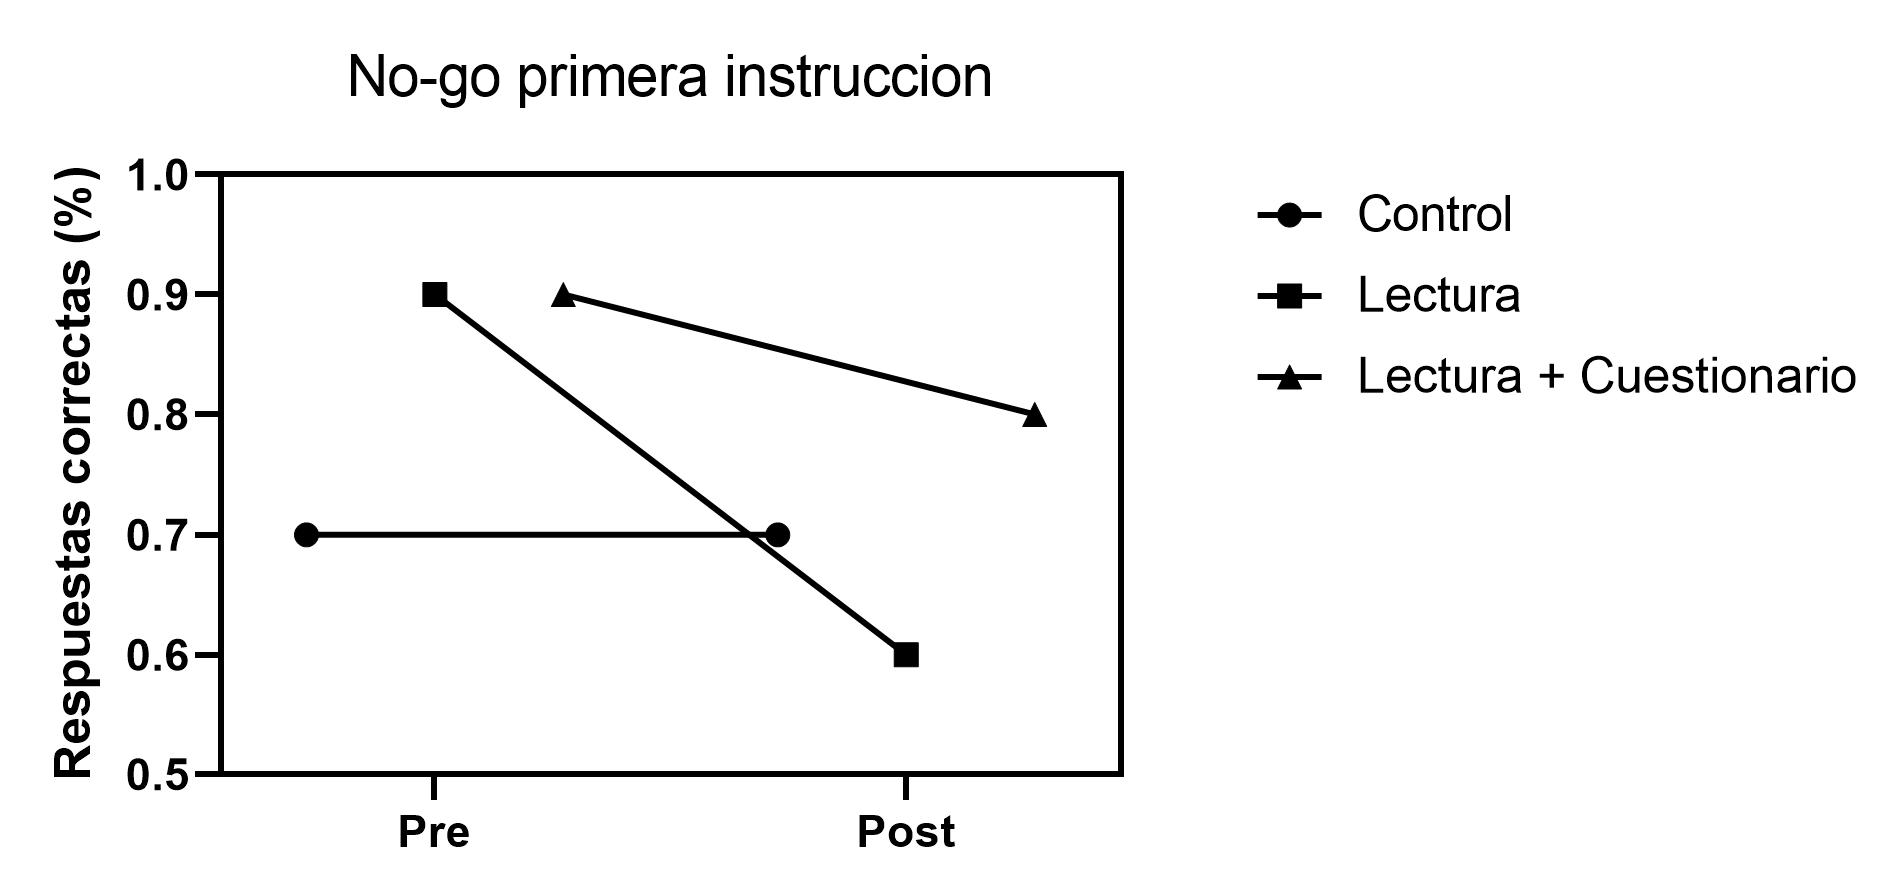 No-go primera instruccion
Respuestas correctas (%)
1.0
0.9
0.8
0.7
0.6
0.5
Pre
Post
Control
Lectura
Lectura + Cuestionario